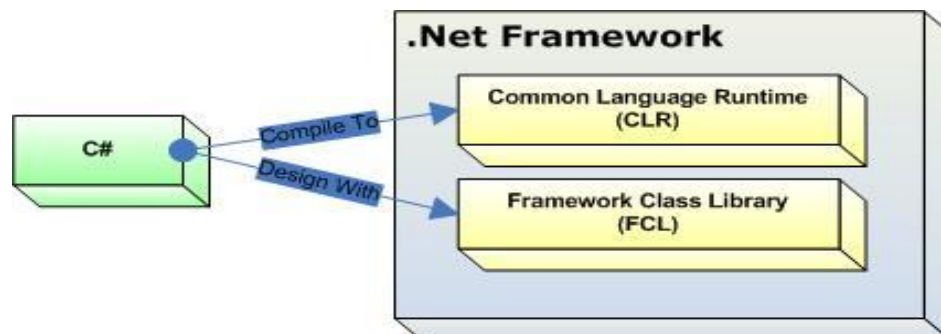 .Net Framework
Common Language Runtime
(CLR)
Compile To
C#
Design With
Framework Class Library
(FCL)